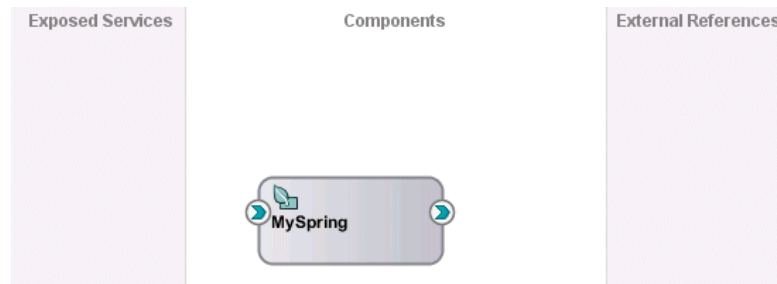 Exposed Services
Components
External References
MySpring